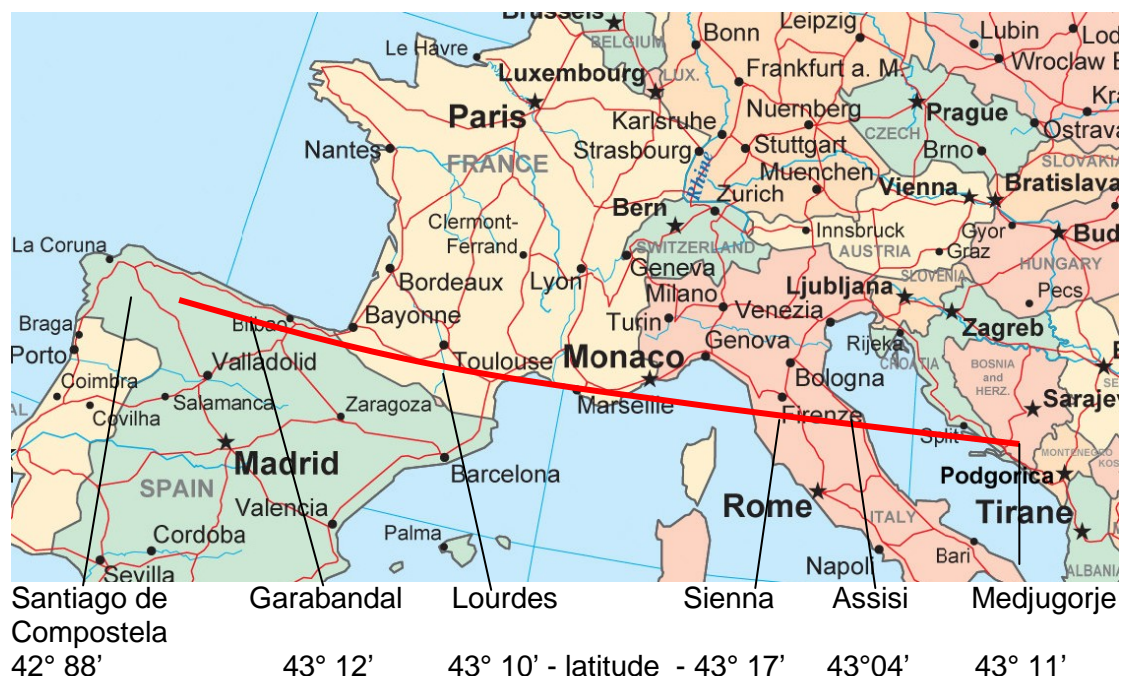 Brussels
Leipzig
Lubin
Lod
Le Havre
BELGIUM
Bonn
Wroclaw
Luxembourg
LUX.
Frankfurt a. M.
Paris
Nuernberg
Prague
Kra
Karlsruhe
CZECH
Ostrava
Nantes
FRANCE
Strasbourg
Stuttgart
Brno
SLOVAKIA
Rhine
Muenchen
Vienna
Bratislava
Zurich
Clermont-
Ferrand
Bern
Innsbruck
Gyor
Bud
La Coruna
SWITZERLAND
AUSTRIA
Graz
HUNGARY
Lyon
Geneva
SLOVENIA
Bordeaux
Milano
Ljubljana
Pecs
Braga
Bilbao
Bayonne
Turin
Venezia
Zagreb
Porto
Valladolid
Toulouse
Monaco
Genova
Rijeka
CROATIA
Coimbra
Bologna
BOSNIA
and
HERZ.
SE
AL
Covilha
Salamanca
Zaragoza
Marseille
Firenze
Sarajev
Split
Madrid
Barcelona
MONTENEGRO
KOS
SPAIN
Podgorica
Valencia
Rome
Tirane
ITALY
Cordoba
Palma
Napoli
Bari
Sevilla
ALBANIA
Santiago de Garabandal Lourdes Sienna Assisi Medjugorje
Compostela
42° 88’ 43° 12’ 43° 10’ - latitude - 43° 17’ 43°04’ 43° 11’